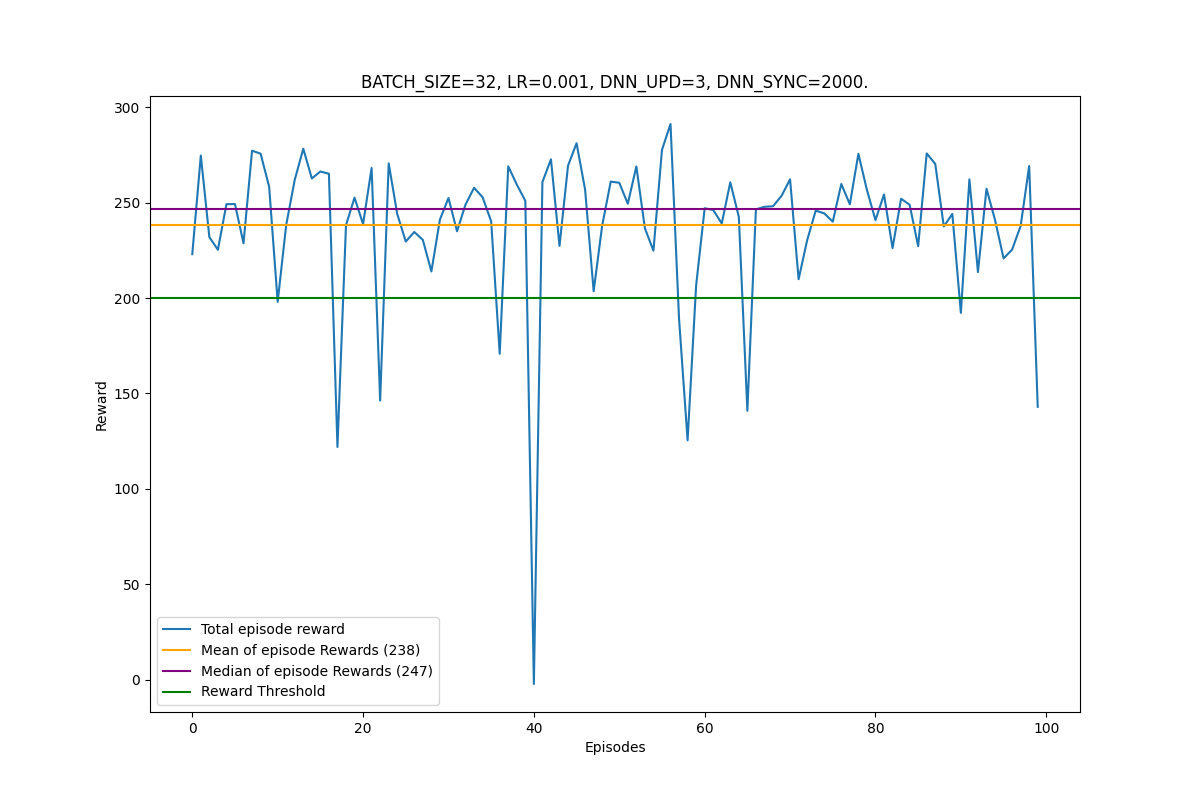 BATCH_SIZE=32, LR=0.001, DNN_UPD=3, DNN_SYNC=2000.
300
250
200
150
100
50
0
Reward
Total episode reward
Mean of episode Rewards (238)
Median of episode Rewards (247)
Reward Threshold
0 20 40 60 80 100
Episodes